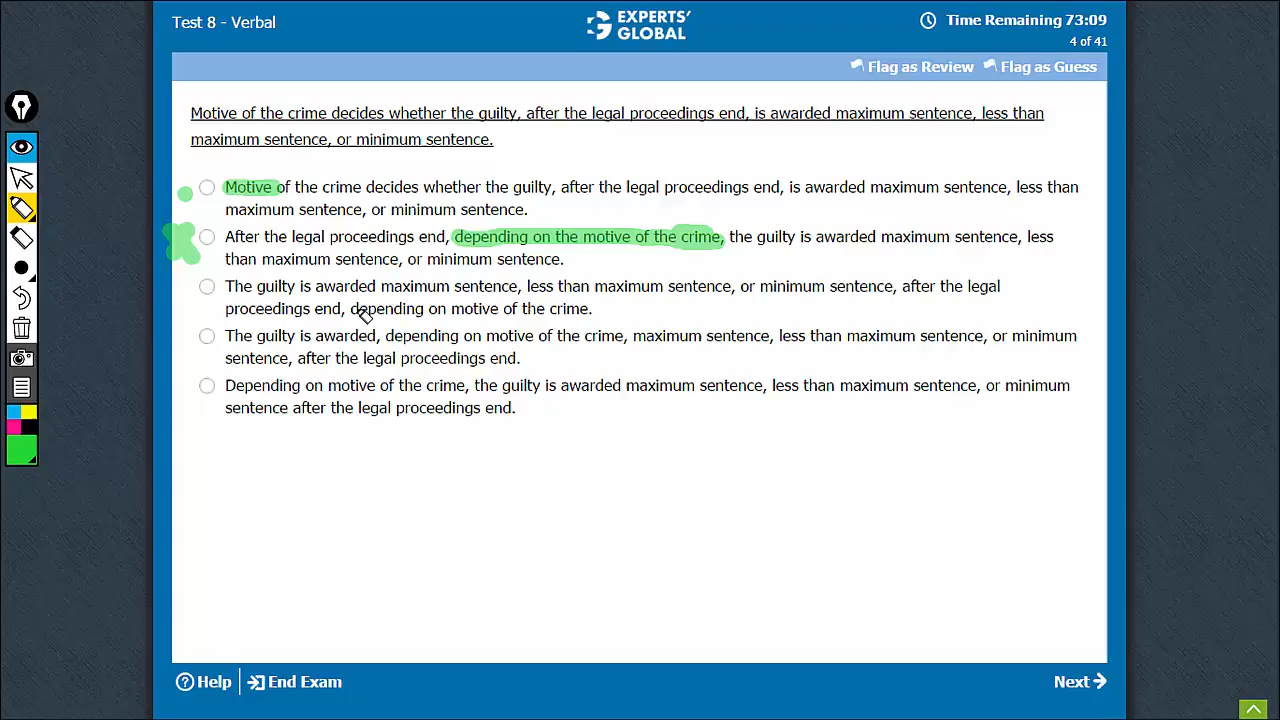 Test 8 - Verbal
EXPERTS'
GLOBAL
Time Remaining 73:09
4 of 41
Flag as Review Flag as Guess
Motive of the crime decides whether the guilty, after the legal proceedings end, is awarded maximum sentence, less than
maximum sentence, or minimum sentence.
Motive of the crime decides whether the guilty, after the legal proceedings end, is awarded maximum sentence, less than
maximum sentence, or minimum sentence.
After the legal proceedings end, depending on the motive of the crime, the guilty is awarded maximum sentence, less
than maximum sentence, or minimum sentence.
The guilty is awarded maximum sentence, less than maximum sentence, or minimum sentence, after the legal
proceedings end, depending on motive of the crime.
The guilty is awarded, depending on motive of the crime, maximum sentence, less than maximum sentence, or minimum
sentence, after the legal proceedings end.
Depending on motive of the crime, the guilty is awarded maximum sentence, less than maximum sentence, or minimum
sentence after the legal proceedings end.
Help End Exam Next